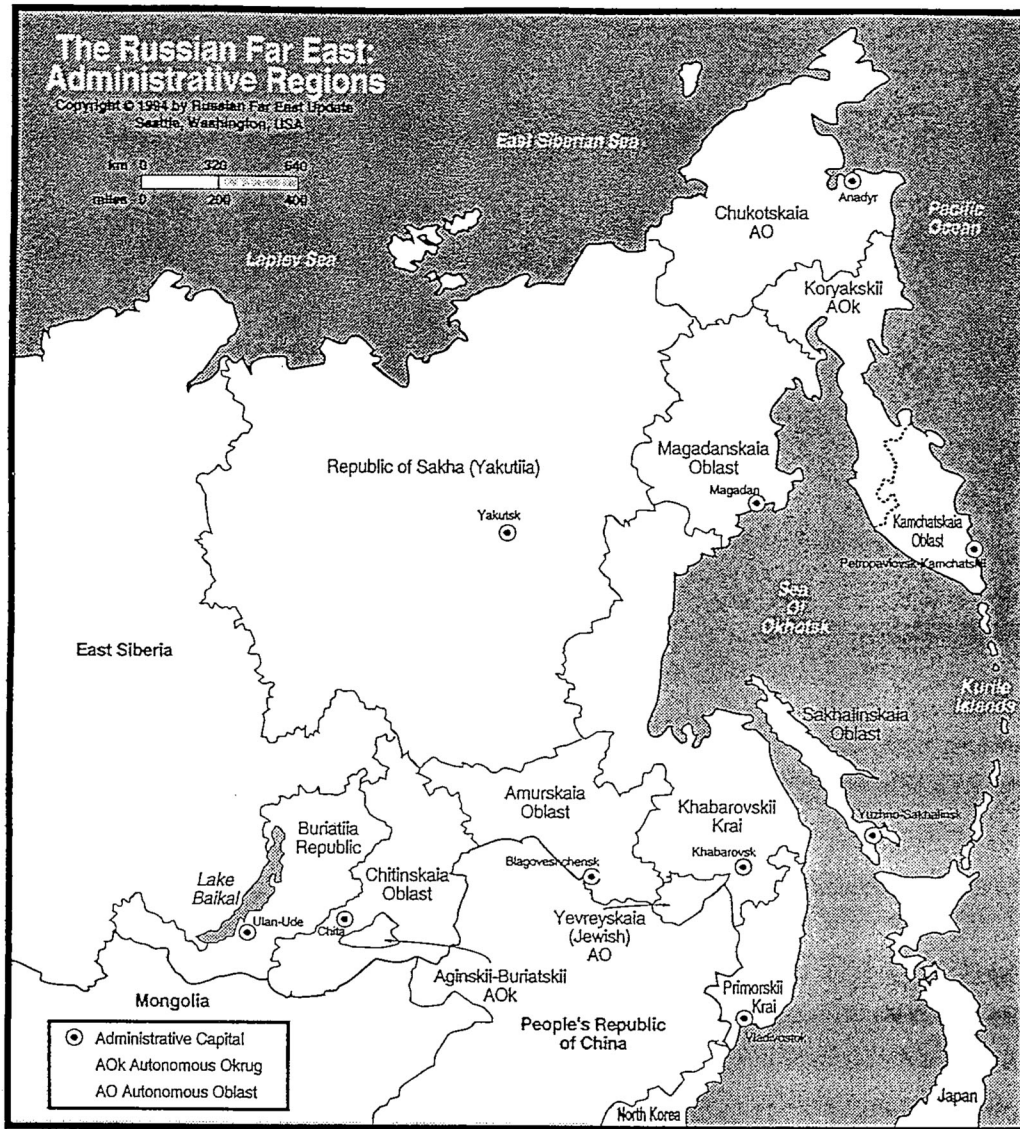 The Russian Far East:
Administrative Regions
Copyright © 1994 by Russian Far East Update
Seattle, Washington, USA
km 0 320 640
miles 0 200 400
East Siberian Sea
Laptev Sea
Pacific
Ocean
Anadyr
Chukotskaia
AO
Koryakskii
AOk
Magadanskaia
Oblast
Magadan
Republic of Sakha (Yakutiia)
Yakutsk
Kamchatskaia
Oblast
Petropavlovsk-Kamchatskii
Sea
Of
Okhotsk
East Siberia
Kurile
Islands
Sakhalinskaia
Oblast
Yuzhno-Sakhalinsk
Amurskaia
Oblast
Khabarovskii
Krai
Khabarovsk
Blagoveshchensk
Buriatiia
Republic
Chitinskaia
Oblast
Lake
Baikal
Ulan-Ude
Chita
Yevreyskaia
(Jewish)
AO
Aginskii-Buriatskii
AOk
Primorskii
Krai
Vladivostok
Mongolia
People's Republic
of China
North Korea
Japan
Administrative Capital
AOk Autonomous Okrug
AO Autonomous Oblast